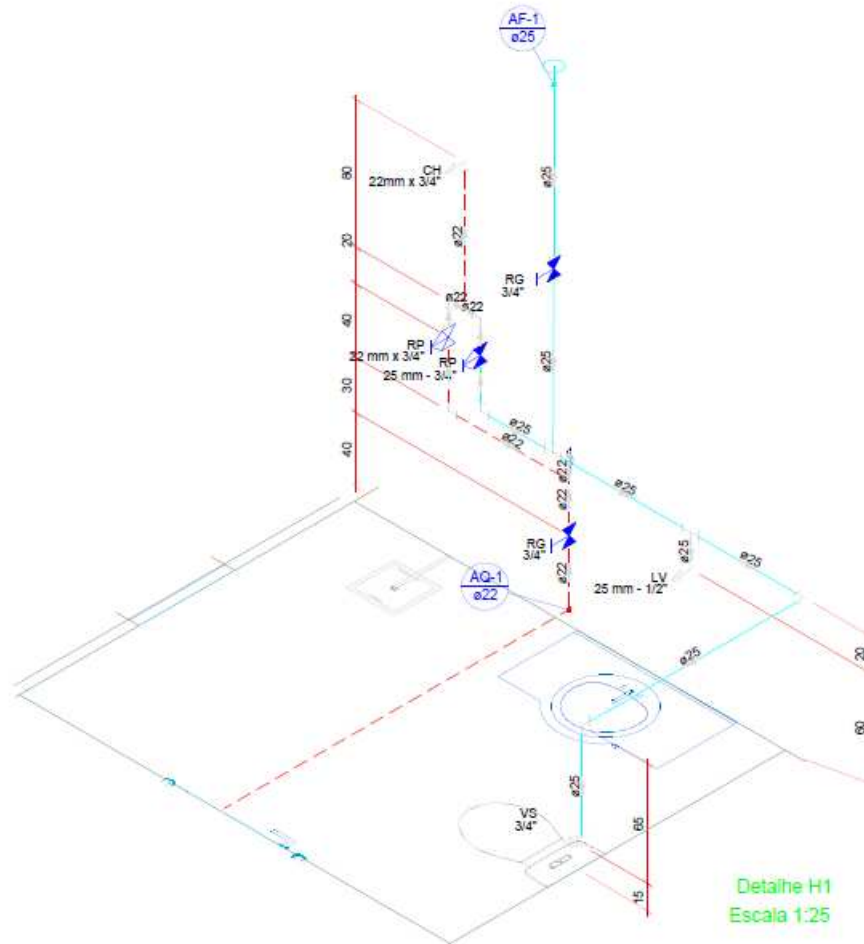 AF-1
ø25
CH
22mm x 3/4"
80
ø25
ø22
20
RG
3/4"
ø22
ø22
40
RP
22 mm x 3/4"
RP
25 mm - 3/4"
ø25
30
ø25
ø22
40
ø22
ø22
ø25
RG
3/4"
ø25
ø25
AQ-1
ø22
ø22
LV
25 mm - 1/2"
20
ø25
60
ø25
VS
3/4"
65
15
Detalhe H1
Escala 1:25